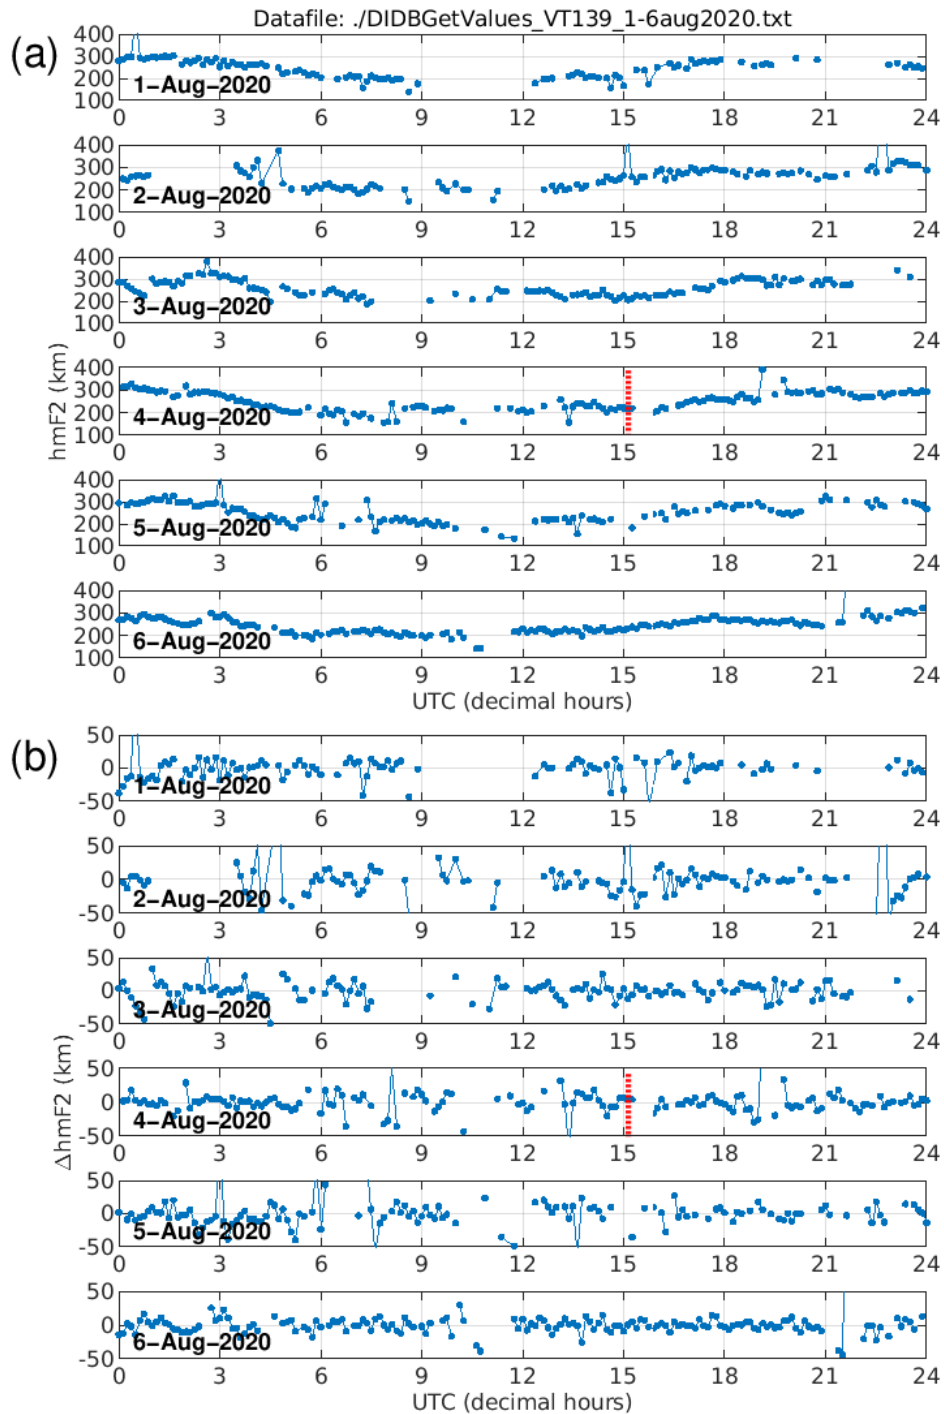 Datafile: ./DIDBGetValues_VT139_1-6aug2020.txt
(a)
400
300
200
100
1-Aug-2020
0 3 6 9 12 15 18 21 24
400
300
200
100
2-Aug-2020
0 3 6 9 12 15 18 21 24
400
300
200
100
3-Aug-2020
0 3 6 9 12 15 18 21 24
hmF2 (km)
400
300
200
100
4-Aug-2020
0 3 6 9 12 15 18 21 24
400
300
200
100
5-Aug-2020
0 3 6 9 12 15 18 21 24
400
300
200
100
6-Aug-2020
0 3 6 9 12 15 18 21 24
UTC (decimal hours)
(b)
50
0
-50
1-Aug-2020
0 3 6 9 12 15 18 21 24
50
0
-50
2-Aug-2020
0 3 6 9 12 15 18 21 24
50
0
-50
3-Aug-2020
0 3 6 9 12 15 18 21 24
ΔhmF2 (km)
50
0
-50
4-Aug-2020
0 3 6 9 12 15 18 21 24
50
0
-50
5-Aug-2020
0 3 6 9 12 15 18 21 24
50
0
-50
6-Aug-2020
0 3 6 9 12 15 18 21 24
UTC (decimal hours)